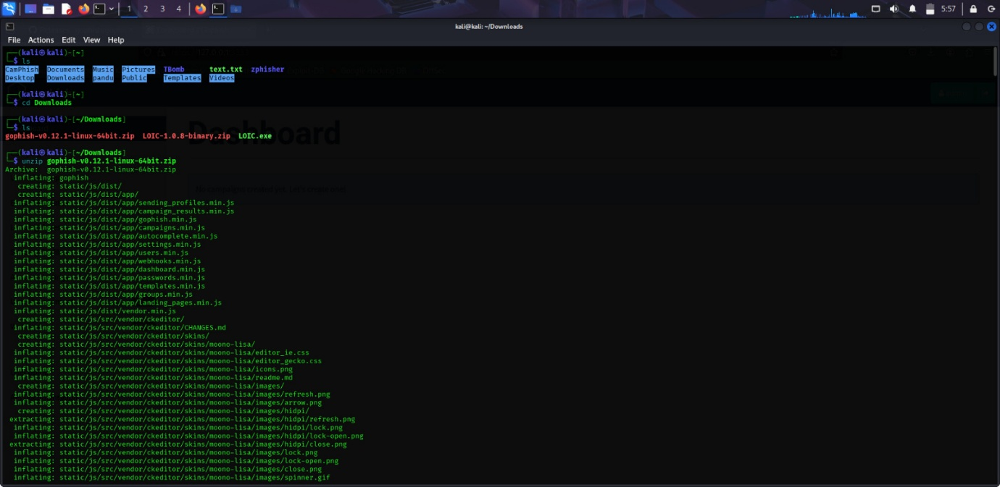 1 2 3 4 5:57
kali@kali: ~/Downloads
File Actions Edit View Help
┌──(kali㉿kali)-[~]
└─$ ls
CamPhish Documents Music Pictures TBomb text.txt zphisher
Desktop Downloads pandu Public Templates Videos
┌──(kali㉿kali)-[~]
└─$ cd Downloads
┌──(kali㉿kali)-[~/Downloads]
└─$ ls
gophish-v0.12.1-linux-64bit.zip LOIC-1.0.8-binary.zip LOIC.exe
Dashboard
┌──(kali㉿kali)-[~/Downloads]
└─$ unzip gophish-v0.12.1-linux-64bit.zip
Archive:  gophish-v0.12.1-linux-64bit.zip
inflating: gophish
creating: static/js/dist/
creating: static/js/dist/app/
inflating: static/js/dist/app/sending_profiles.min.js
inflating: static/js/dist/app/campaign_results.min.js
inflating: static/js/dist/app/gophish.min.js
inflating: static/js/dist/app/campaigns.min.js
inflating: static/js/dist/app/autocomplete.min.js
inflating: static/js/dist/app/settings.min.js
inflating: static/js/dist/app/users.min.js
inflating: static/js/dist/app/webhooks.min.js
inflating: static/js/dist/app/dashboard.min.js
inflating: static/js/dist/app/passwords.min.js
inflating: static/js/dist/app/templates.min.js
inflating: static/js/dist/app/groups.min.js
inflating: static/js/dist/app/landing_pages.min.js
inflating: static/js/dist/vendor.min.js
creating: static/js/src/vendor/ckeditor/
inflating: static/js/src/vendor/ckeditor/CHANGES.md
creating: static/js/src/vendor/ckeditor/skins/
creating: static/js/src/vendor/ckeditor/skins/moono-lisa/
inflating: static/js/src/vendor/ckeditor/skins/moono-lisa/editor_ie.css
inflating: static/js/src/vendor/ckeditor/skins/moono-lisa/editor_gecko.css
inflating: static/js/src/vendor/ckeditor/skins/moono-lisa/icons.png
inflating: static/js/src/vendor/ckeditor/skins/moono-lisa/readme.md
creating: static/js/src/vendor/ckeditor/skins/moono-lisa/images/
inflating: static/js/src/vendor/ckeditor/skins/moono-lisa/images/refresh.png
inflating: static/js/src/vendor/ckeditor/skins/moono-lisa/images/arrow.png
creating: static/js/src/vendor/ckeditor/skins/moono-lisa/images/hidpi/
extracting: static/js/src/vendor/ckeditor/skins/moono-lisa/images/hidpi/refresh.png
inflating: static/js/src/vendor/ckeditor/skins/moono-lisa/images/hidpi/lock.png
inflating: static/js/src/vendor/ckeditor/skins/moono-lisa/images/hidpi/lock-open.png
extracting: static/js/src/vendor/ckeditor/skins/moono-lisa/images/hidpi/close.png
inflating: static/js/src/vendor/ckeditor/skins/moono-lisa/images/lock.png
inflating: static/js/src/vendor/ckeditor/skins/moono-lisa/images/lock-open.png
inflating: static/js/src/vendor/ckeditor/skins/moono-lisa/images/close.png
inflating: static/js/src/vendor/ckeditor/skins/moono-lisa/images/spinner.gif